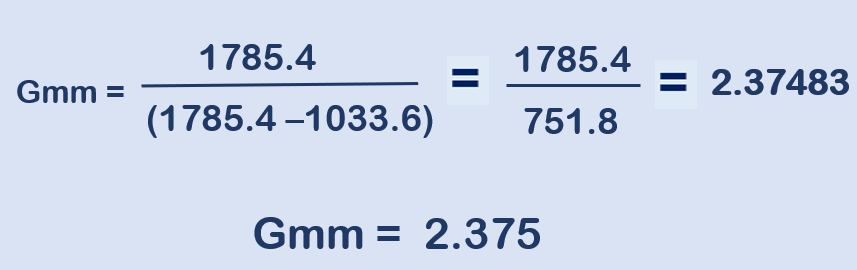 Gmm = 1785.4 / (1785.4 –1033.6) = 1785.4 / 751.8 = 2.37483
Gmm = 2.375